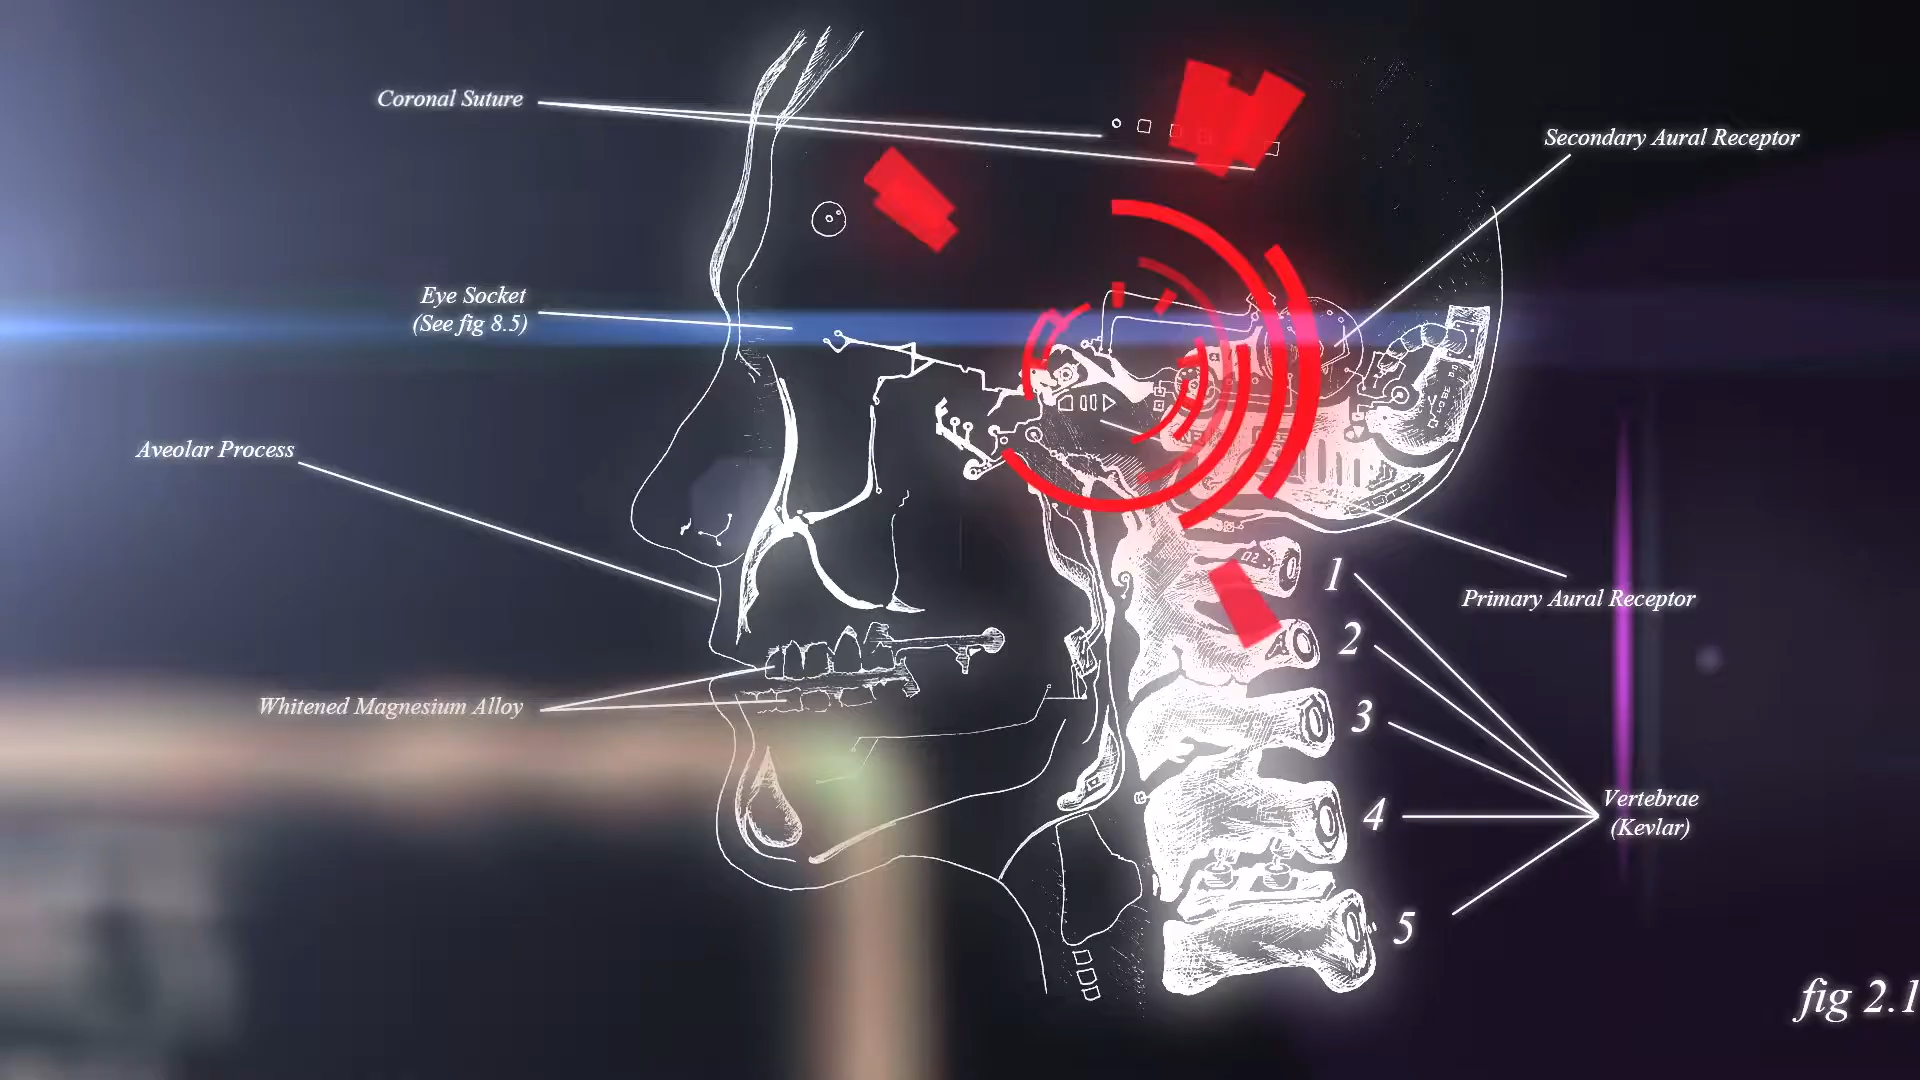 Coronal Suture
Secondary Aural Receptor
Eye Socket
(See fig 8.5)
Aveolar Process
1
Primary Aural Receptor
2
Whitened Magnesium Alloy
3
Vertebrae
(Kevlar)
4
5
fig 2.1